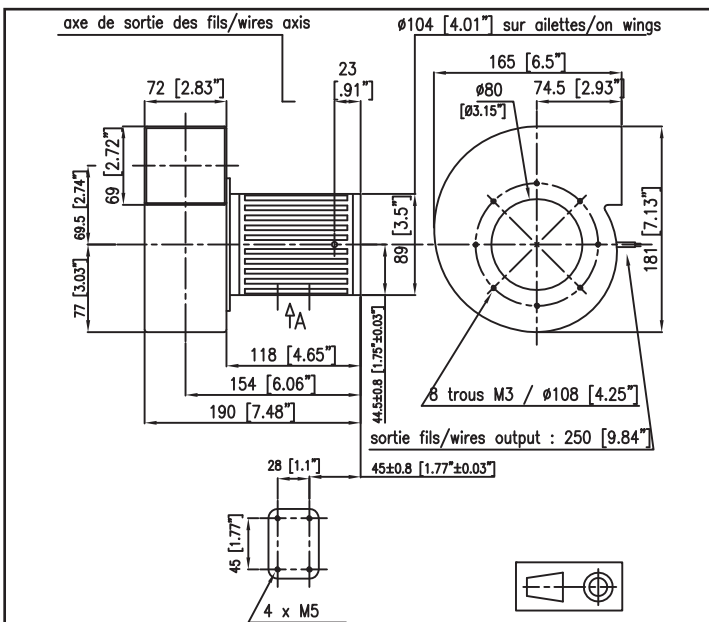 axe de sortie des fils/wires axis
ø104 [4.01”] sur ailettes/on wings
72 [2.83”]
23
[.91”]
165 [6.5”]
ø80
[ø3.15”]
74.5 [2.93”]
69 [2.72”]
69.5 [2.74”]
77 [3.03”]
89 [3.5”]
181 [7.13”]
A
118 [4.65”]
154 [6.06”]
190 [7.48”]
44.5±0.8 [1.75"±0.03”]
8 trous M3 / ø108 [4.25”]
sortie fils/wires output : 250 [9.84”]
28 [1.1”]
45±0.8 [1.77"±0.03”]
45 [1.77”]
4 x M5